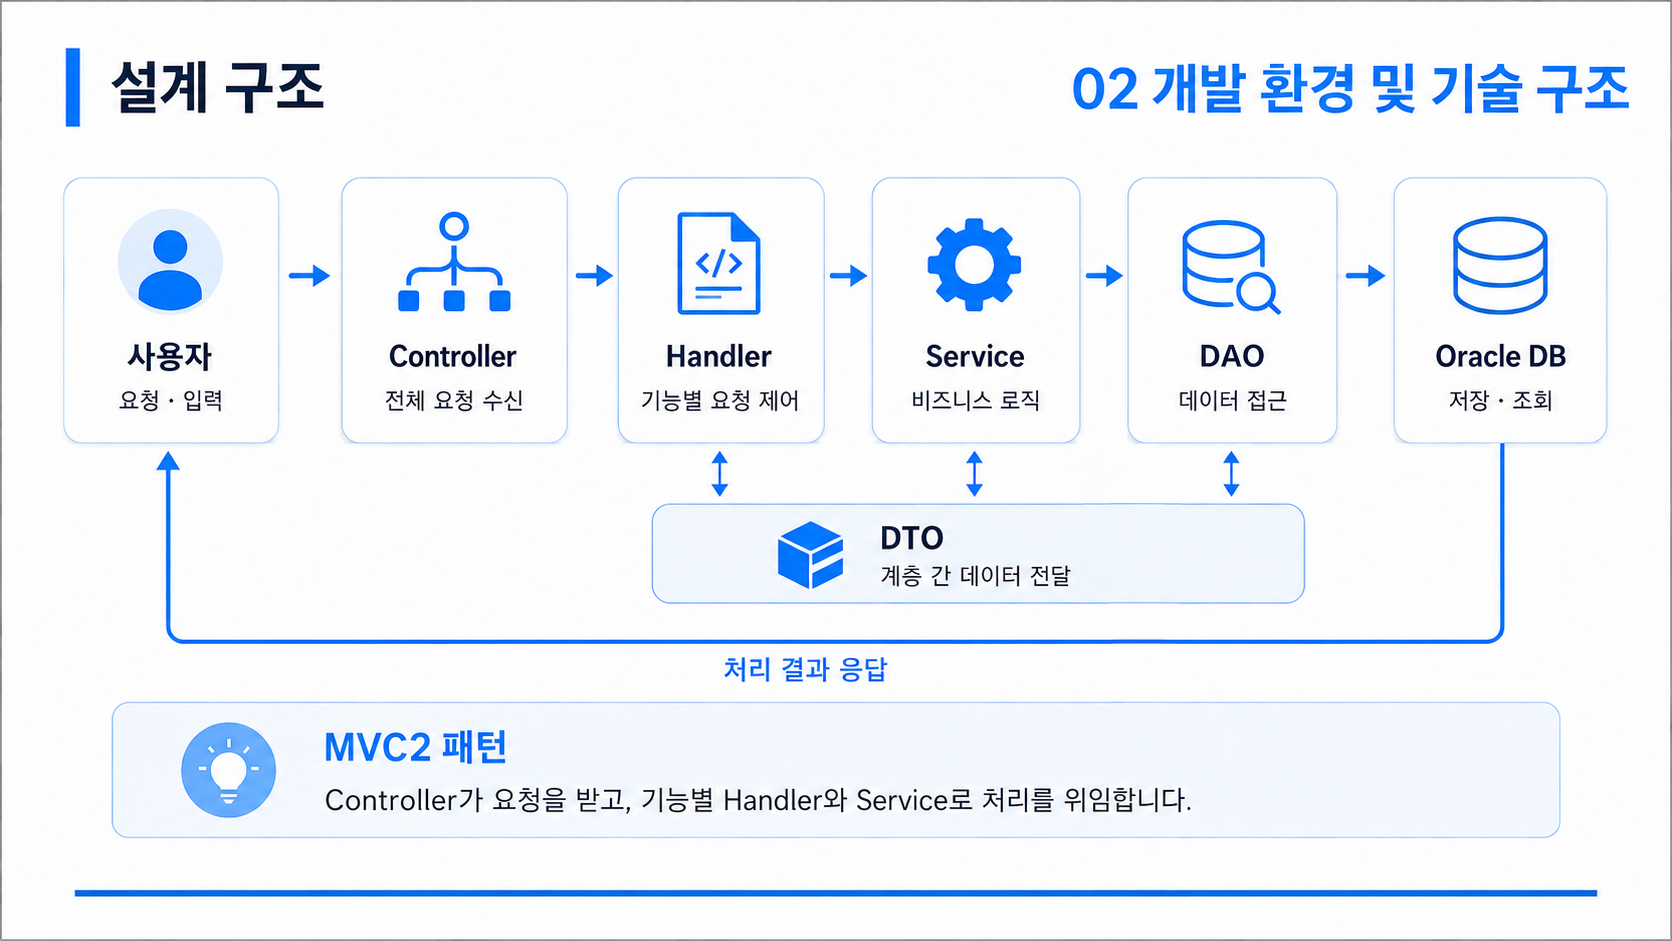 설계 구조
02 개발 환경 및 기술 구조
사용자
요청 · 입력
Controller
전체 요청 수신
Handler
기능별 요청 제어
Service
비즈니스 로직
DAO
데이터 접근
Oracle DB
저장 · 조회
DTO
계층 간 데이터 전달
처리 결과 응답
MVC2 패턴
Controller가 요청을 받고, 기능별 Handler와 Service로 처리를 위임합니다.